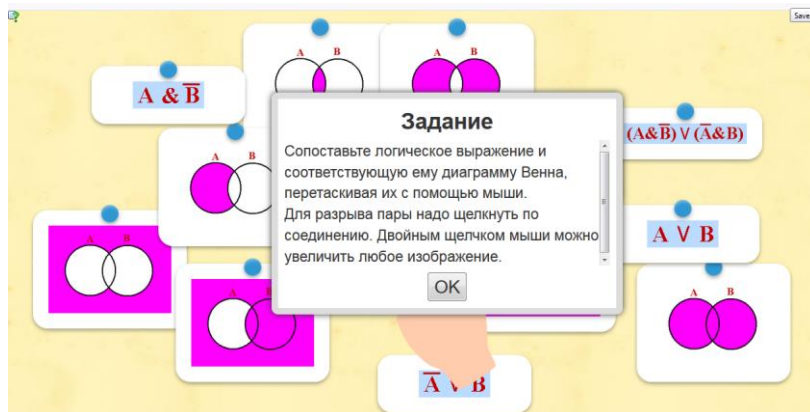 Save
A B
A B
A & B̅
(A&B̅) V (A̅&B)
Задание
Сопоставьте логическое выражение и
соответствующую ему диаграмму Венна,
перетаскивая их с помощью мыши.
Для разрыва пары надо щелкнуть по
соединению. Двойным щелчком мыши можно
увеличить любое изображение.
OK
A B
A V B
A B
A B
A B
A̅ V B